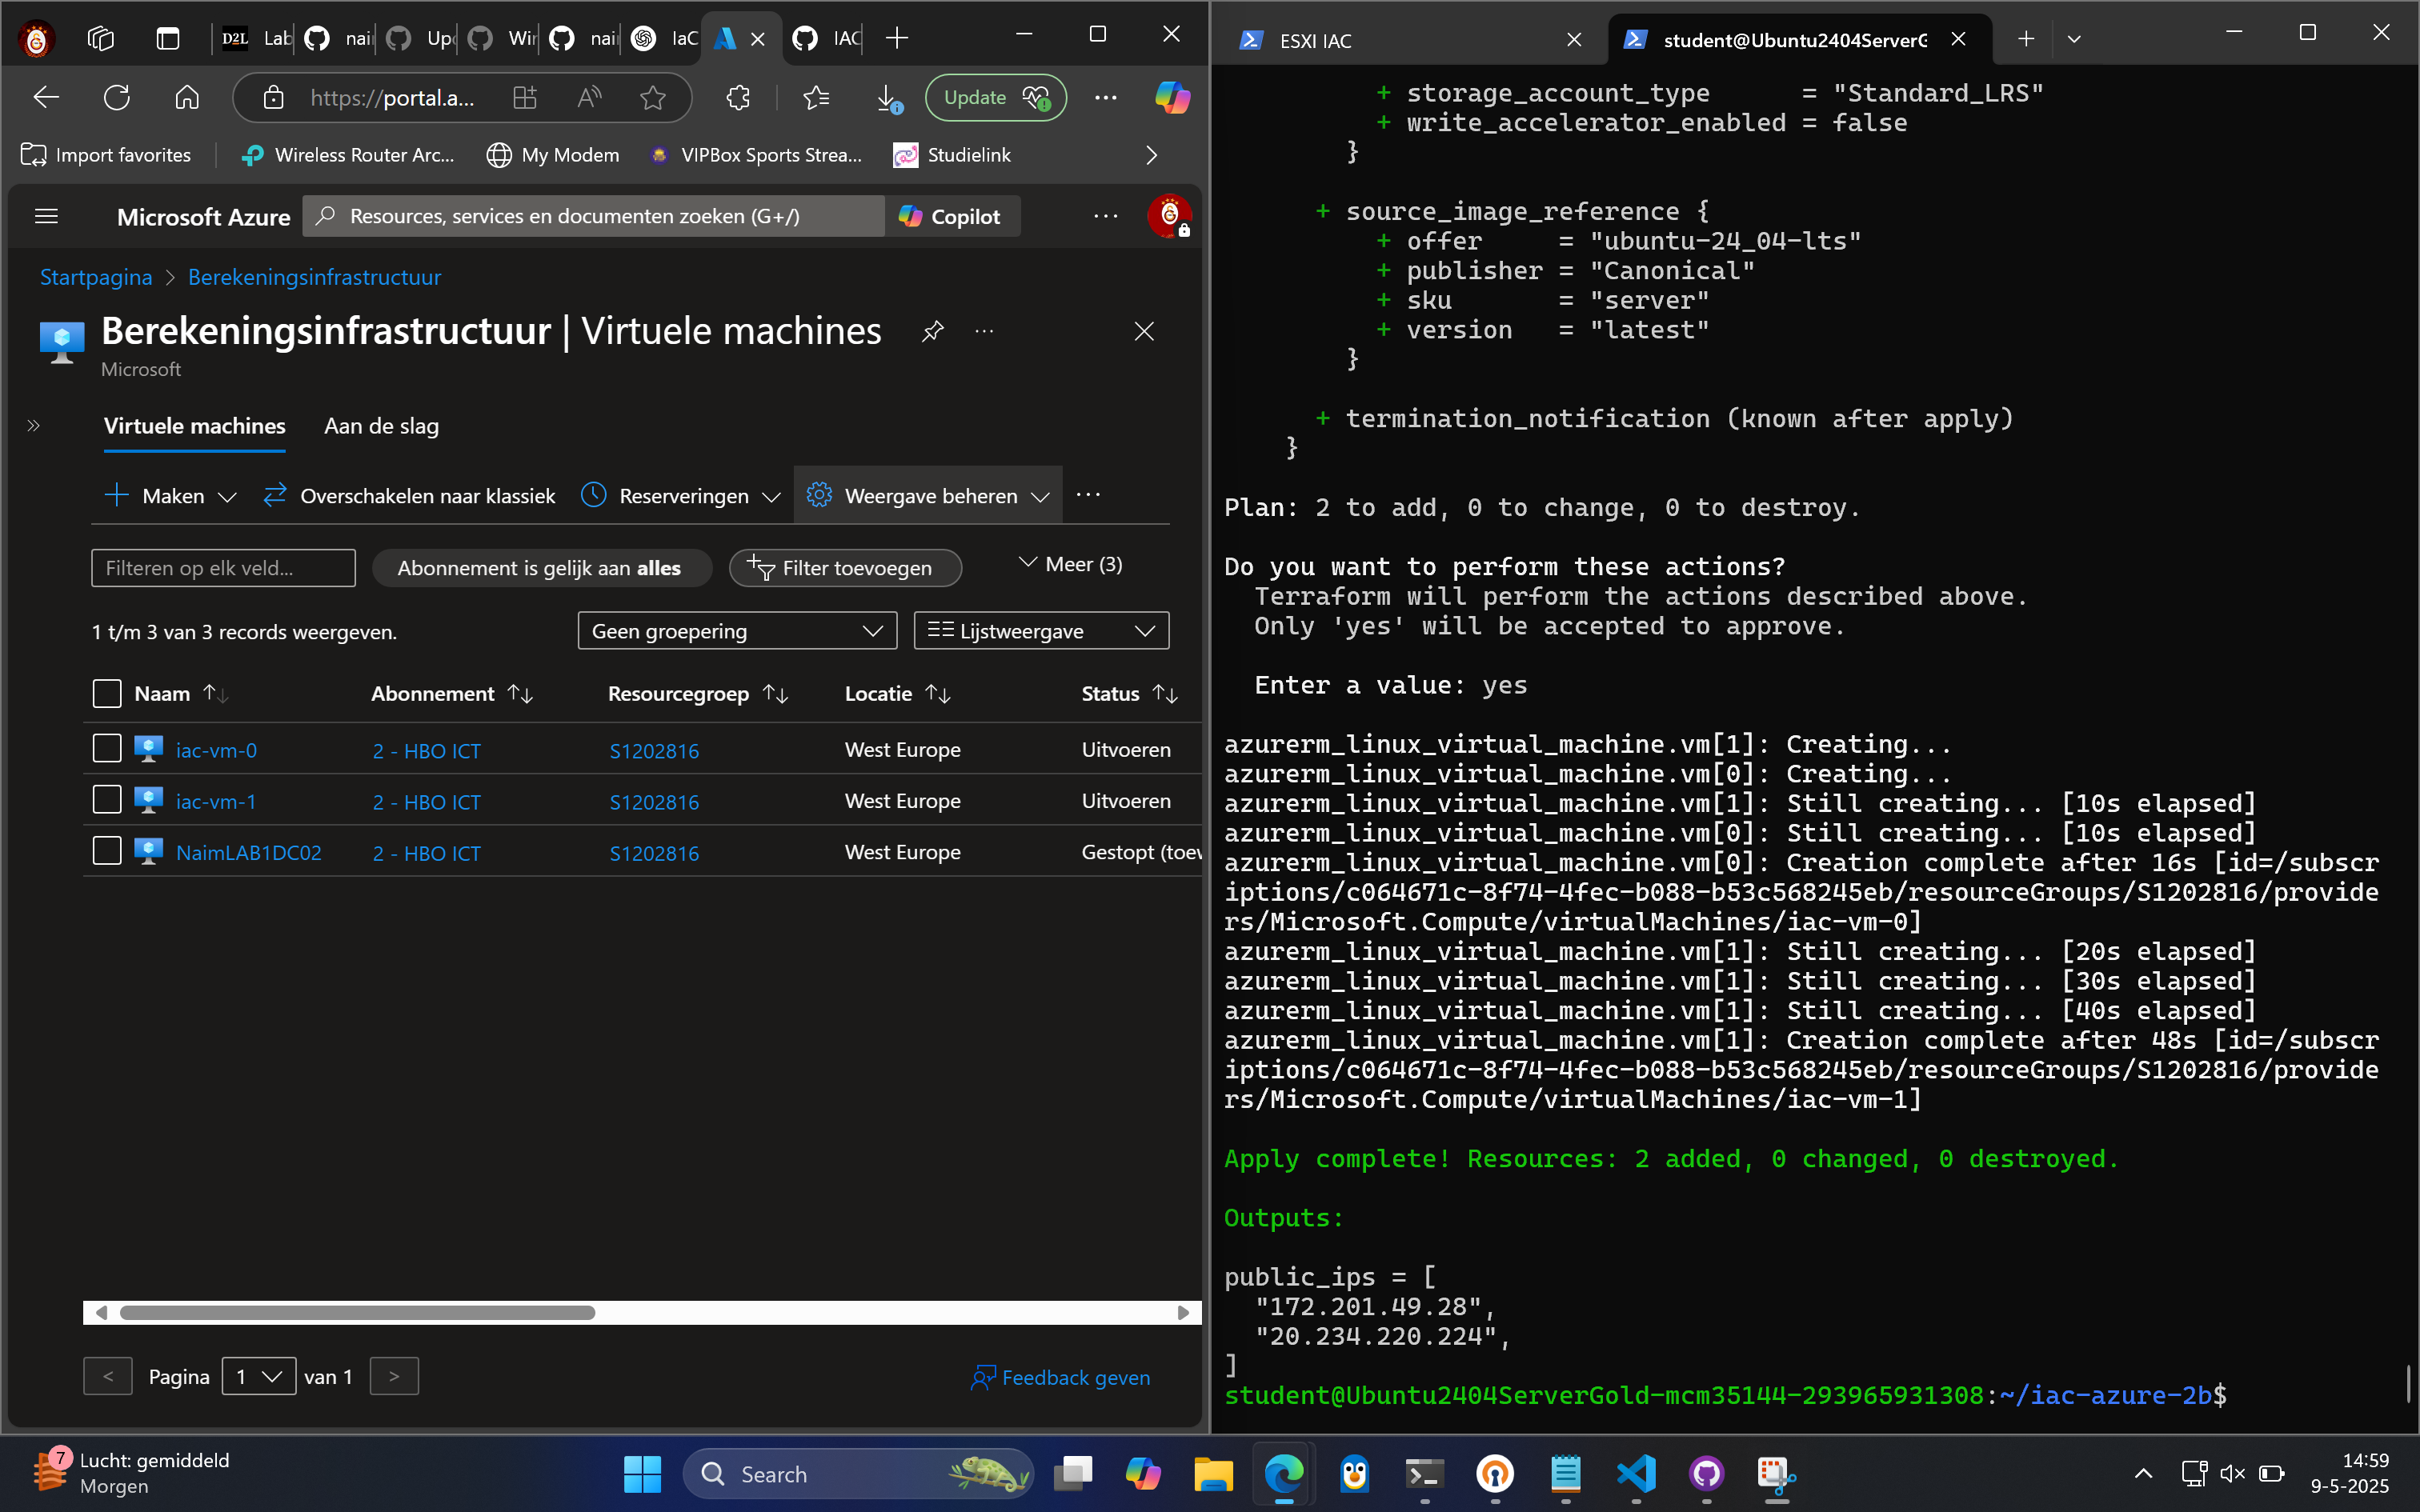 D2L Lab
nai
Up
Wi
nai
IaC
IAC
https://portal.a...
Update
Import favorites
Wireless Router Arc...
My Modem
VIPBox Sports Strea...
Studielink
Microsoft Azure
Resources, services en documenten zoeken (G+/)
Copilot
Startpagina > Berekeningsinfrastructuur
Berekeningsinfrastructuur | Virtuele machines
Microsoft
Virtuele machines
Aan de slag
Maken
Overschakelen naar klassiek
Reserveringen
Weergave beheren
Filteren op elk veld...
Abonnement is gelijk aan alles
Filter toevoegen
Meer (3)
1 t/m 3 van 3 records weergeven.
Geen groepering
Lijstweergave
Naam Abonnement Resourcegroep Locatie Status
iac-vm-0 2 - HBO ICT S1202816 West Europe Uitvoeren
iac-vm-1 2 - HBO ICT S1202816 West Europe Uitvoeren
NaimLAB1DC02 2 - HBO ICT S1202816 West Europe Gestopt (toew
< Pagina 1 van 1 >
Feedback geven
ESXI IAC
student@Ubuntu2404ServerG
+ storage_account_type      = "Standard_LRS"
+ write_accelerator_enabled = false
}
+ source_image_reference {
+ offer     = "ubuntu-24_04-lts"
+ publisher = "Canonical"
+ sku       = "server"
+ version   = "latest"
}
+ termination_notification (known after apply)
}
Plan: 2 to add, 0 to change, 0 to destroy.
Do you want to perform these actions?
Terraform will perform the actions described above.
Only 'yes' will be accepted to approve.
Enter a value: yes
azurerm_linux_virtual_machine.vm[1]: Creating...
azurerm_linux_virtual_machine.vm[0]: Creating...
azurerm_linux_virtual_machine.vm[1]: Still creating... [10s elapsed]
azurerm_linux_virtual_machine.vm[0]: Still creating... [10s elapsed]
azurerm_linux_virtual_machine.vm[0]: Creation complete after 16s [id=/subscr
iptions/c064671c-8f74-4fec-b088-b53c568245eb/resourceGroups/S1202816/provide
rs/Microsoft.Compute/virtualMachines/iac-vm-0]
azurerm_linux_virtual_machine.vm[1]: Still creating... [20s elapsed]
azurerm_linux_virtual_machine.vm[1]: Still creating... [30s elapsed]
azurerm_linux_virtual_machine.vm[1]: Still creating... [40s elapsed]
azurerm_linux_virtual_machine.vm[1]: Creation complete after 48s [id=/subscr
iptions/c064671c-8f74-4fec-b088-b53c568245eb/resourceGroups/S1202816/provide
rs/Microsoft.Compute/virtualMachines/iac-vm-1]
Apply complete! Resources: 2 added, 0 changed, 0 destroyed.
Outputs:
public_ips = [
"172.201.49.28",
"20.234.220.224",
]
student@Ubuntu2404ServerGold-mcm35144-293965931308:~/iac-azure-2b$
7
Lucht: gemiddeld
Morgen
Search
14:59
9-5-2025